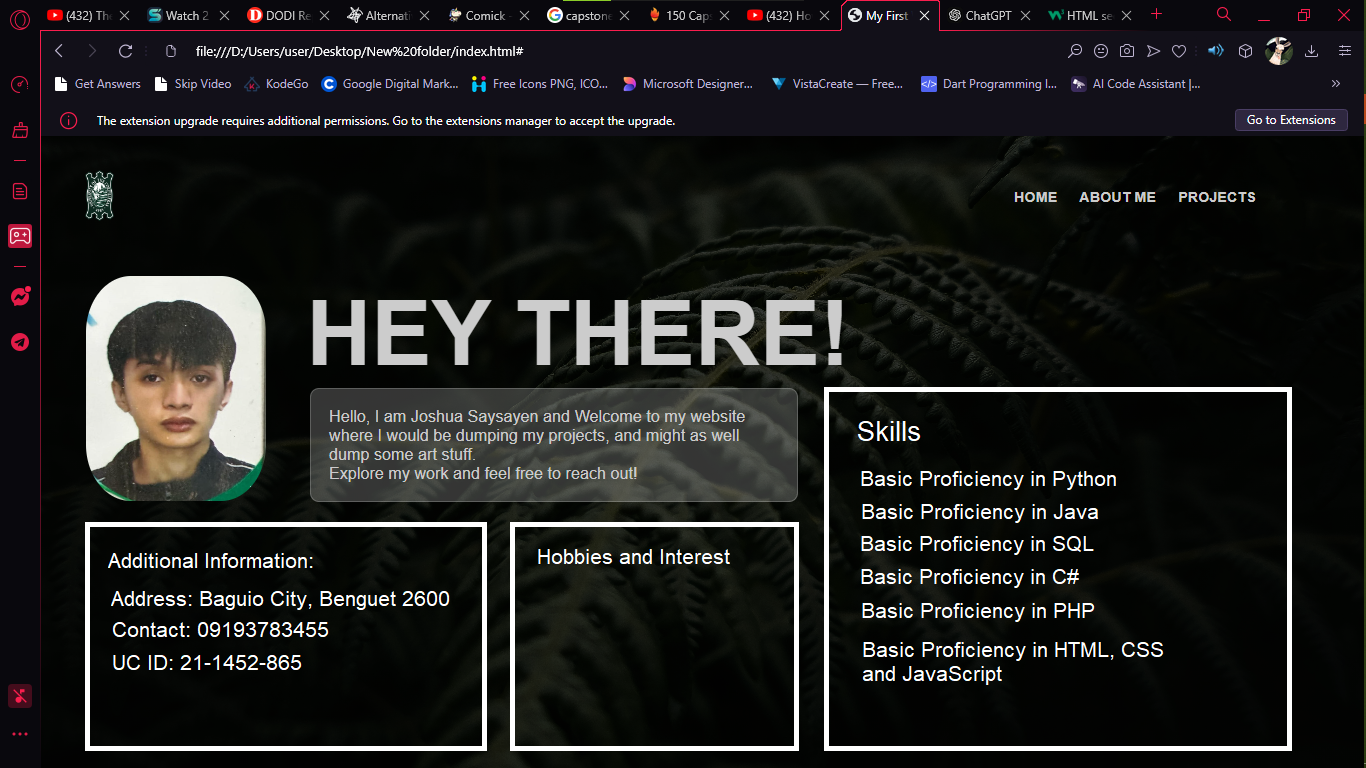 (432) Th
Watch 2
DODI Re
Alternati
Comick -
capstone
150 Cap
(432) Ho
My First
ChatGPT
HTML se
file:///D:/Users/user/Desktop/New%20folder/index.html#
Get Answers
Skip Video
KodeGo
Google Digital Mark...
Free Icons PNG, ICO...
Microsoft Designer...
VistaCreate — Free...
Dart Programming l...
AI Code Assistant |...
The extension upgrade requires additional permissions. Go to the extensions manager to accept the upgrade.
Go to Extensions
HOME
ABOUT ME
PROJECTS
HEY THERE!
Hello, I am Joshua Saysayen and Welcome to my website
where I would be dumping my projects, and might as well
dump some art stuff.
Explore my work and feel free to reach out!
Skills
Basic Proficiency in Python
Basic Proficiency in Java
Basic Proficiency in SQL
Basic Proficiency in C#
Basic Proficiency in PHP
Basic Proficiency in HTML, CSS
and JavaScript
Additional Information:
Address: Baguio City, Benguet 2600
Contact: 09193783455
UC ID: 21-1452-865
Hobbies and Interest